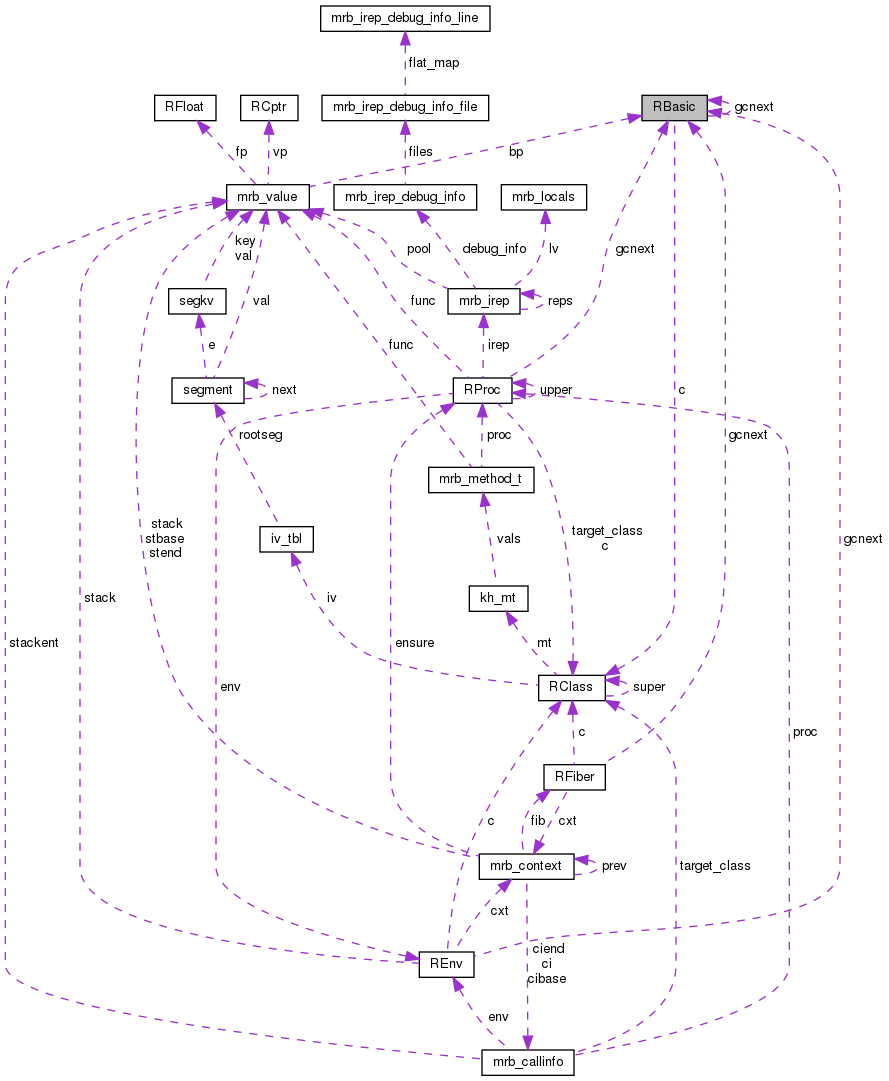 mrb_irep_debug_info_line
flat_map
RFloat
RCptr
mrb_irep_debug_info_file
RBasic
gcnext
fp
vp
files
bp
mrb_value
mrb_irep_debug_info
mrb_locals
key
val
pool
debug_info
lv
gcnext
segkv
val
mrb_irep
reps
func
e
func
irep
c
segment
next
RProc
upper
rootseg
proc
gcnext
mrb_method_t
stack
stbase
stend
target_class
c
iv_tbl
vals
gcnext
stack
iv
kh_mt
stackent
ensure
mt
env
RClass
super
c
proc
RFiber
c
fib
cxt
mrb_context
prev
target_class
cxt
REnv
ciend
ci
cibase
env
mrb_callinfo